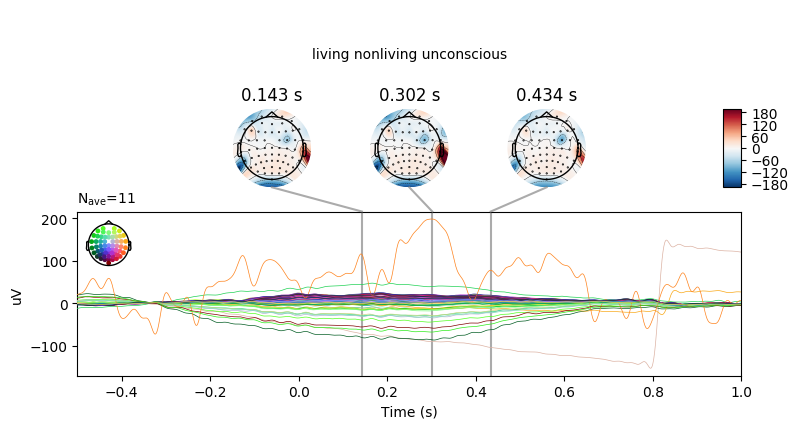 living nonliving unconscious
0.143 s 0.302 s 0.434 s
180
120
60
0
−60
−120
−180
Nave=11
200
100
0
−100
uV
−0.4 −0.2 0.0 0.2 0.4 0.6 0.8 1.0
Time (s)